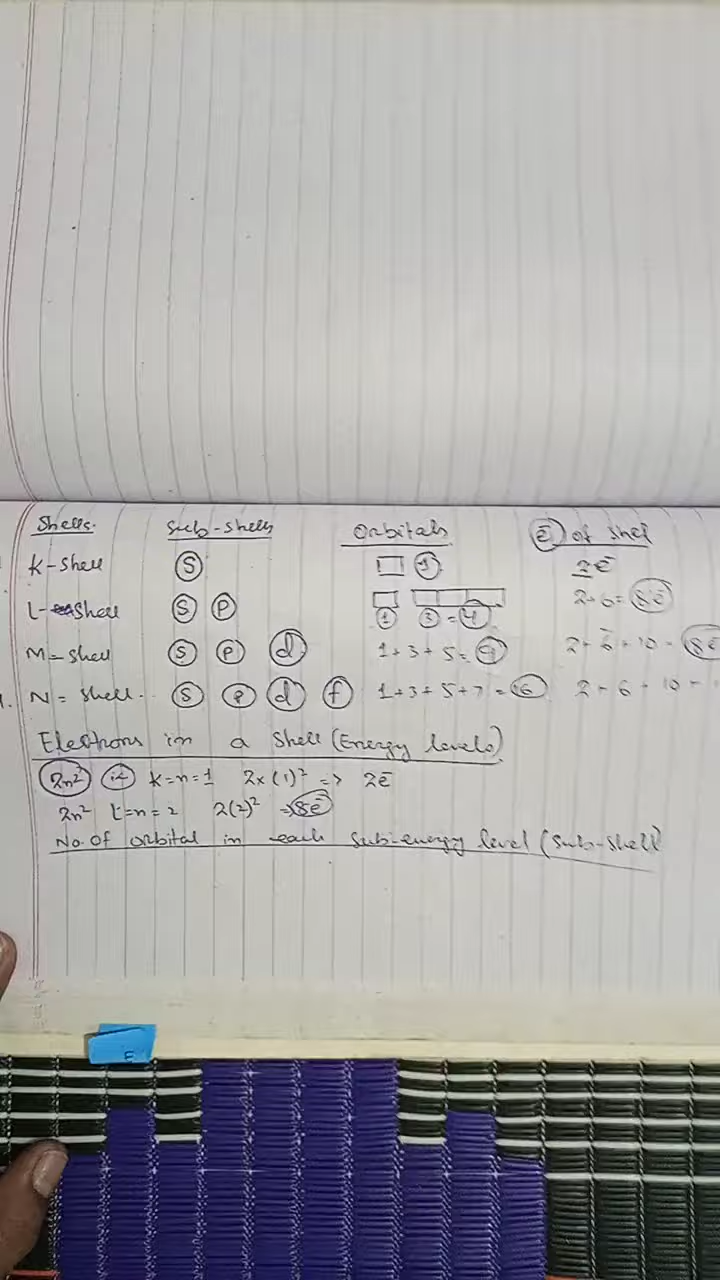 Shells. Sub-shells Orbitals ē of shel
K-shell S 1 2ē
L- shell S P 1 3 = 4 2+6= 8ē
M- shell S P d 1+3+5= 9 2+6+10=
N= shell S P d f 1+3+5+7= 16 2+6+10+
Electrons in a Shell (Energy levels)
2n² if K=n=1 2x(1)² => 2ē
2n² L=n=2 2(2)² =>8ē
No. Of orbital in each Sub-energy level (Sub-shell)